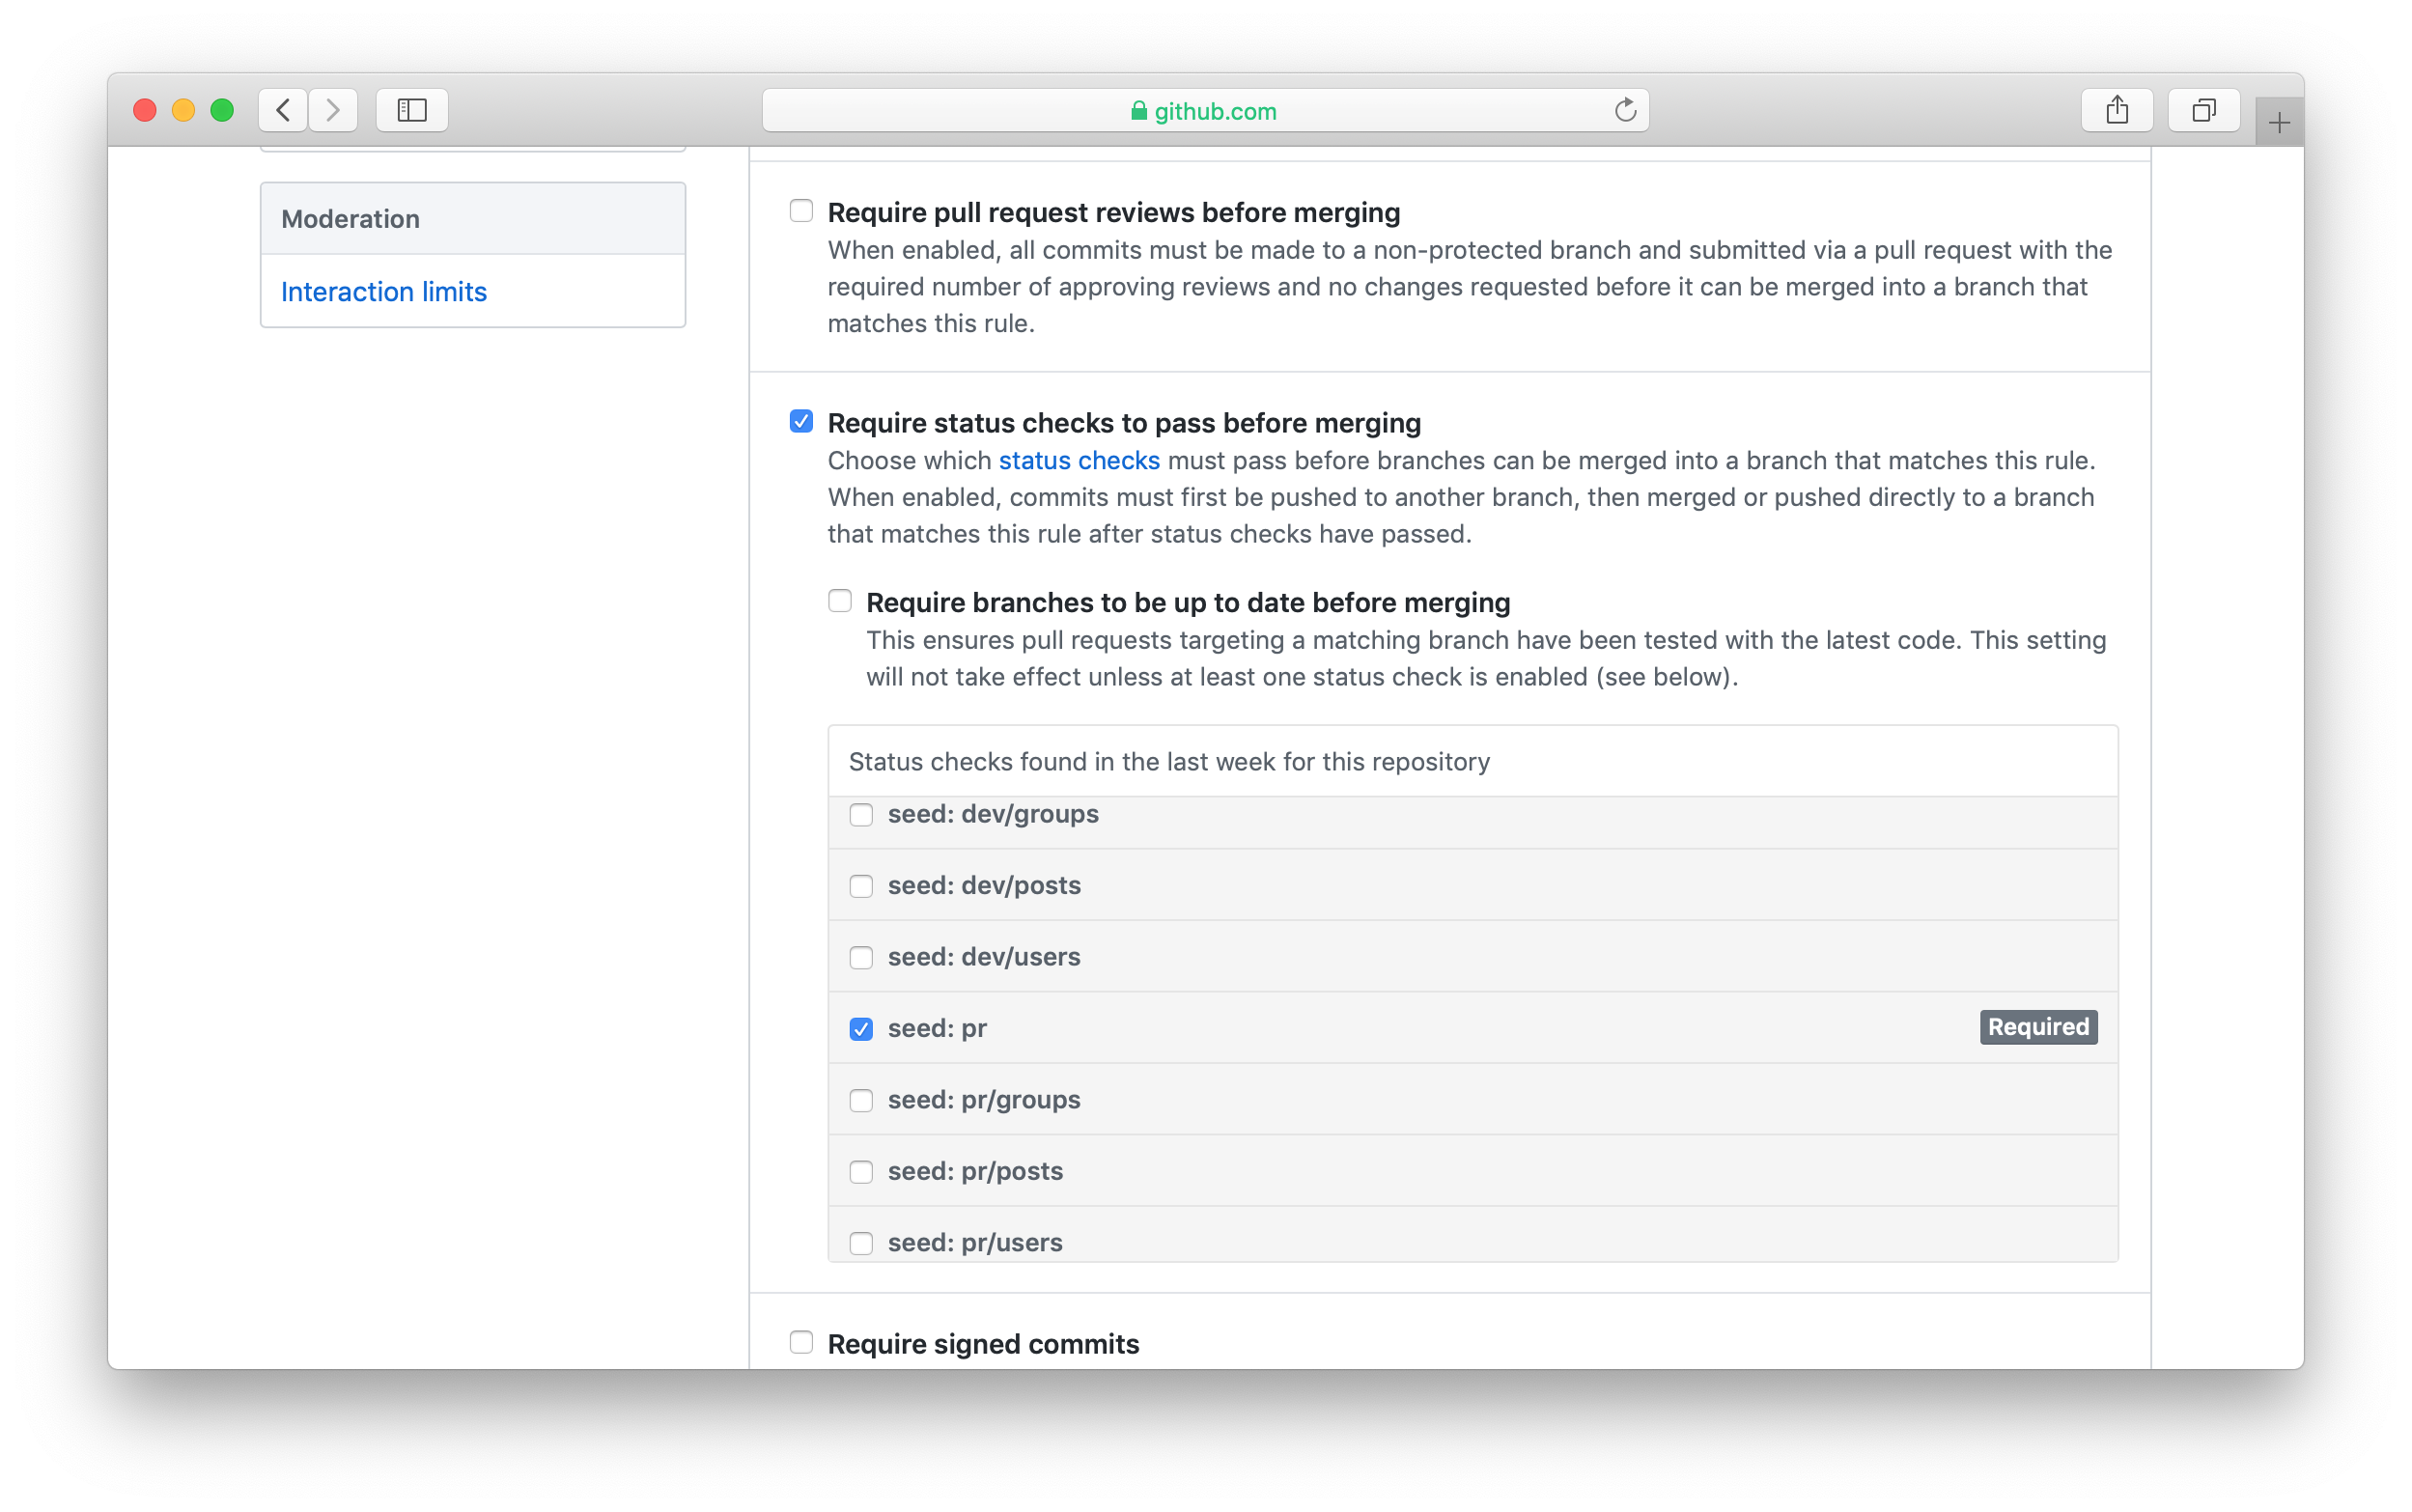 github.com
Moderation
Interaction limits
Require pull request reviews before merging
When enabled, all commits must be made to a non-protected branch and submitted via a pull request with the
required number of approving reviews and no changes requested before it can be merged into a branch that
matches this rule.
Require status checks to pass before merging
Choose which status checks must pass before branches can be merged into a branch that matches this rule.
When enabled, commits must first be pushed to another branch, then merged or pushed directly to a branch
that matches this rule after status checks have passed.
Require branches to be up to date before merging
This ensures pull requests targeting a matching branch have been tested with the latest code. This setting
will not take effect unless at least one status check is enabled (see below).
Status checks found in the last week for this repository
seed: dev/groups
seed: dev/posts
seed: dev/users
seed: pr Required
seed: pr/groups
seed: pr/posts
seed: pr/users
Require signed commits